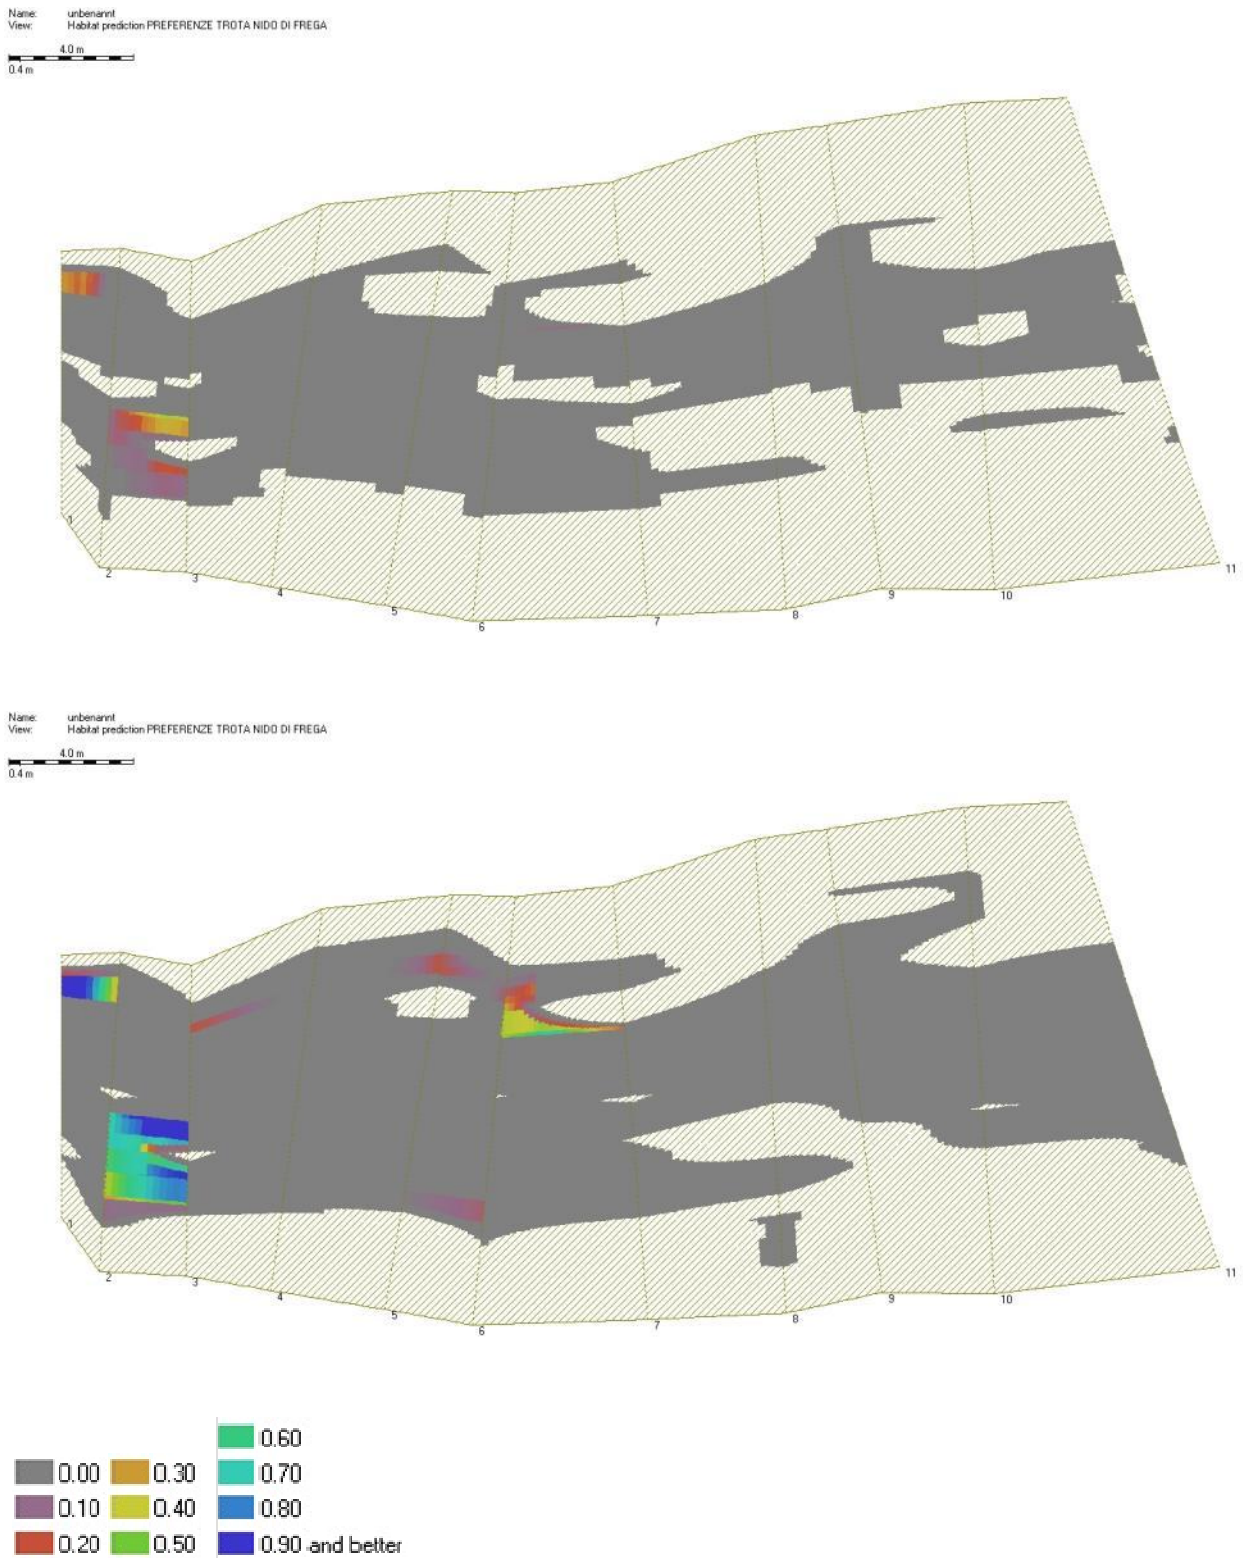 Name: unbenannt
View: Habitat prediction PREFERENZE TROTA NIDO DI FREGA
4.0 m
0.4 m
1
2
3
4
5
6
7
8
9
10
11
Name: unbenannt
View: Habitat prediction PREFERENZE TROTA NIDO DI FREGA
4.0 m
0.4 m
1
2
3
4
5
6
7
8
9
10
11
0.60
0.00 0.30 0.70
0.10 0.40 0.80
0.20 0.50 0.90 and better